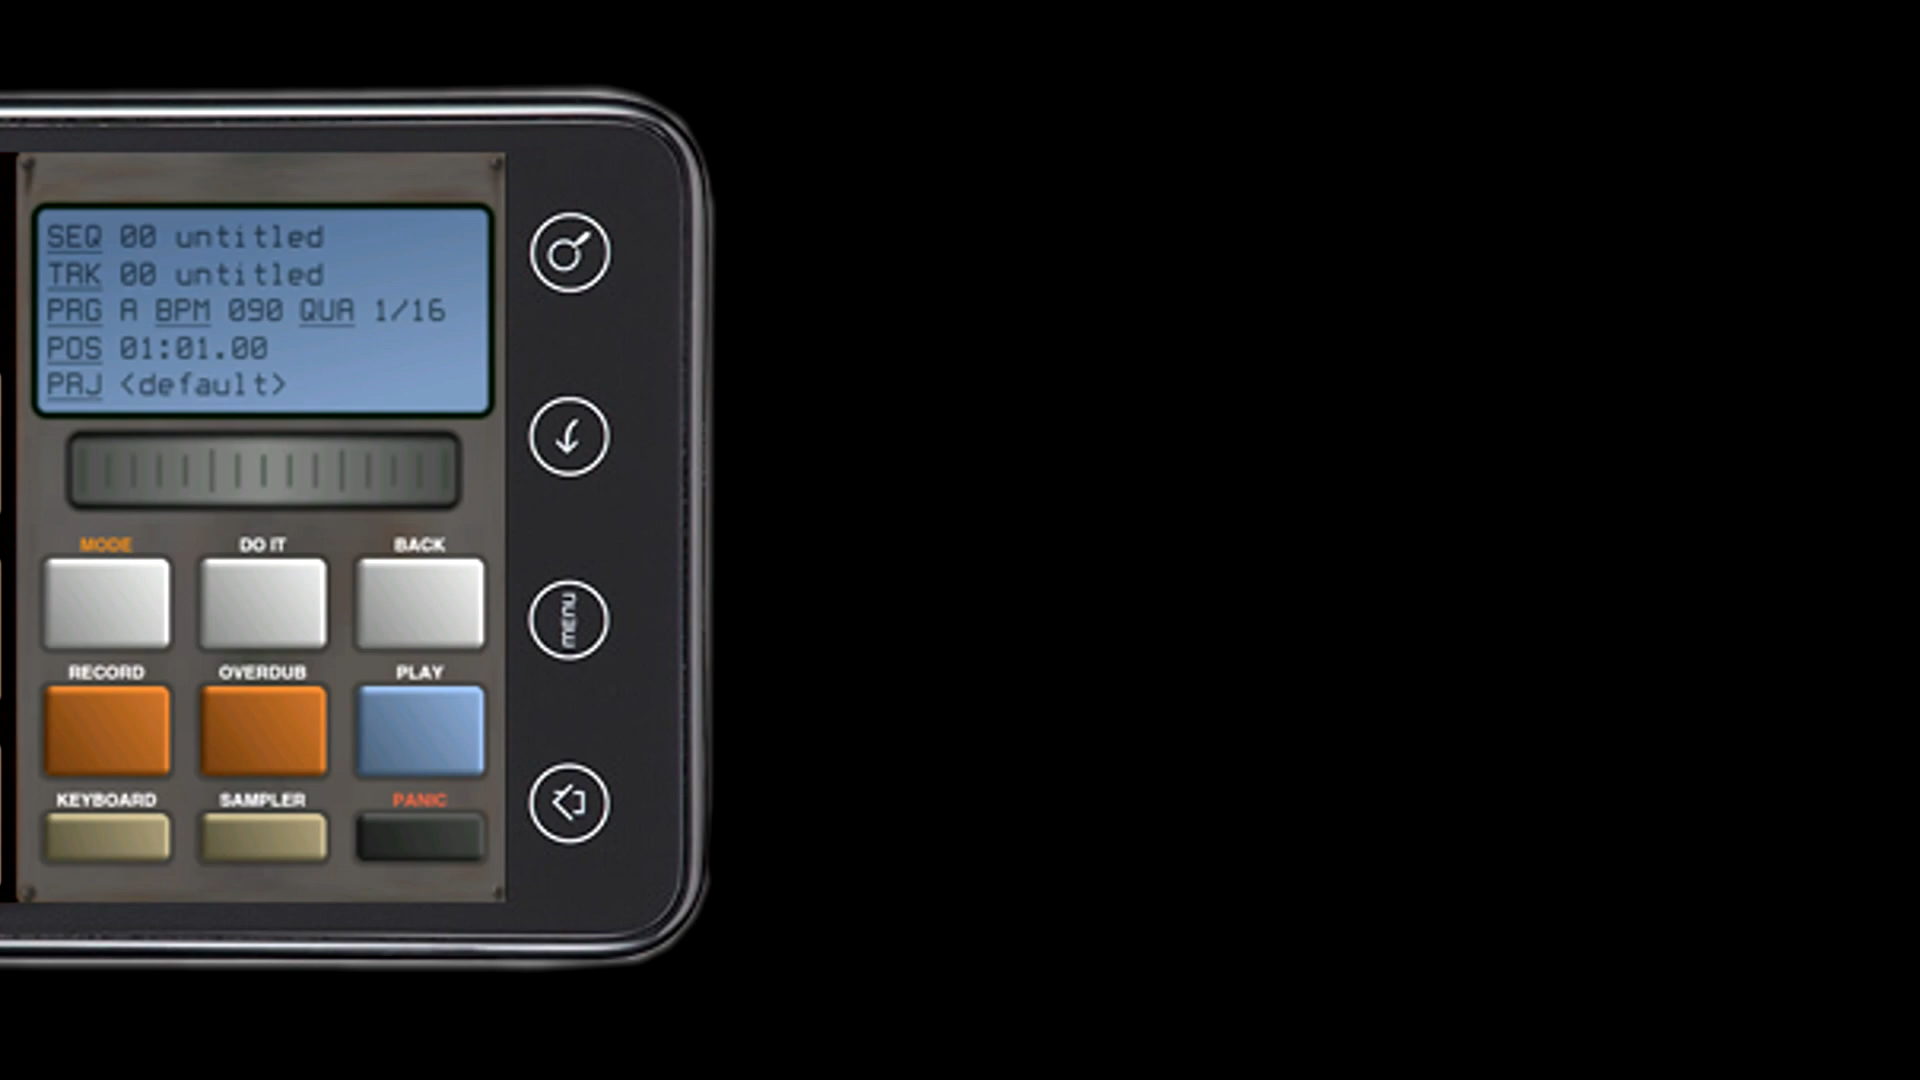 SEQ 00 untitled
TRK 00 untitled
PRG A BPM 090 QUA 1/16
POS 01:01.00
PRJ <default>
MODE DO IT BACK
RECORD OVERDUB PLAY
KEYBOARD SAMPLER PANIC
menu